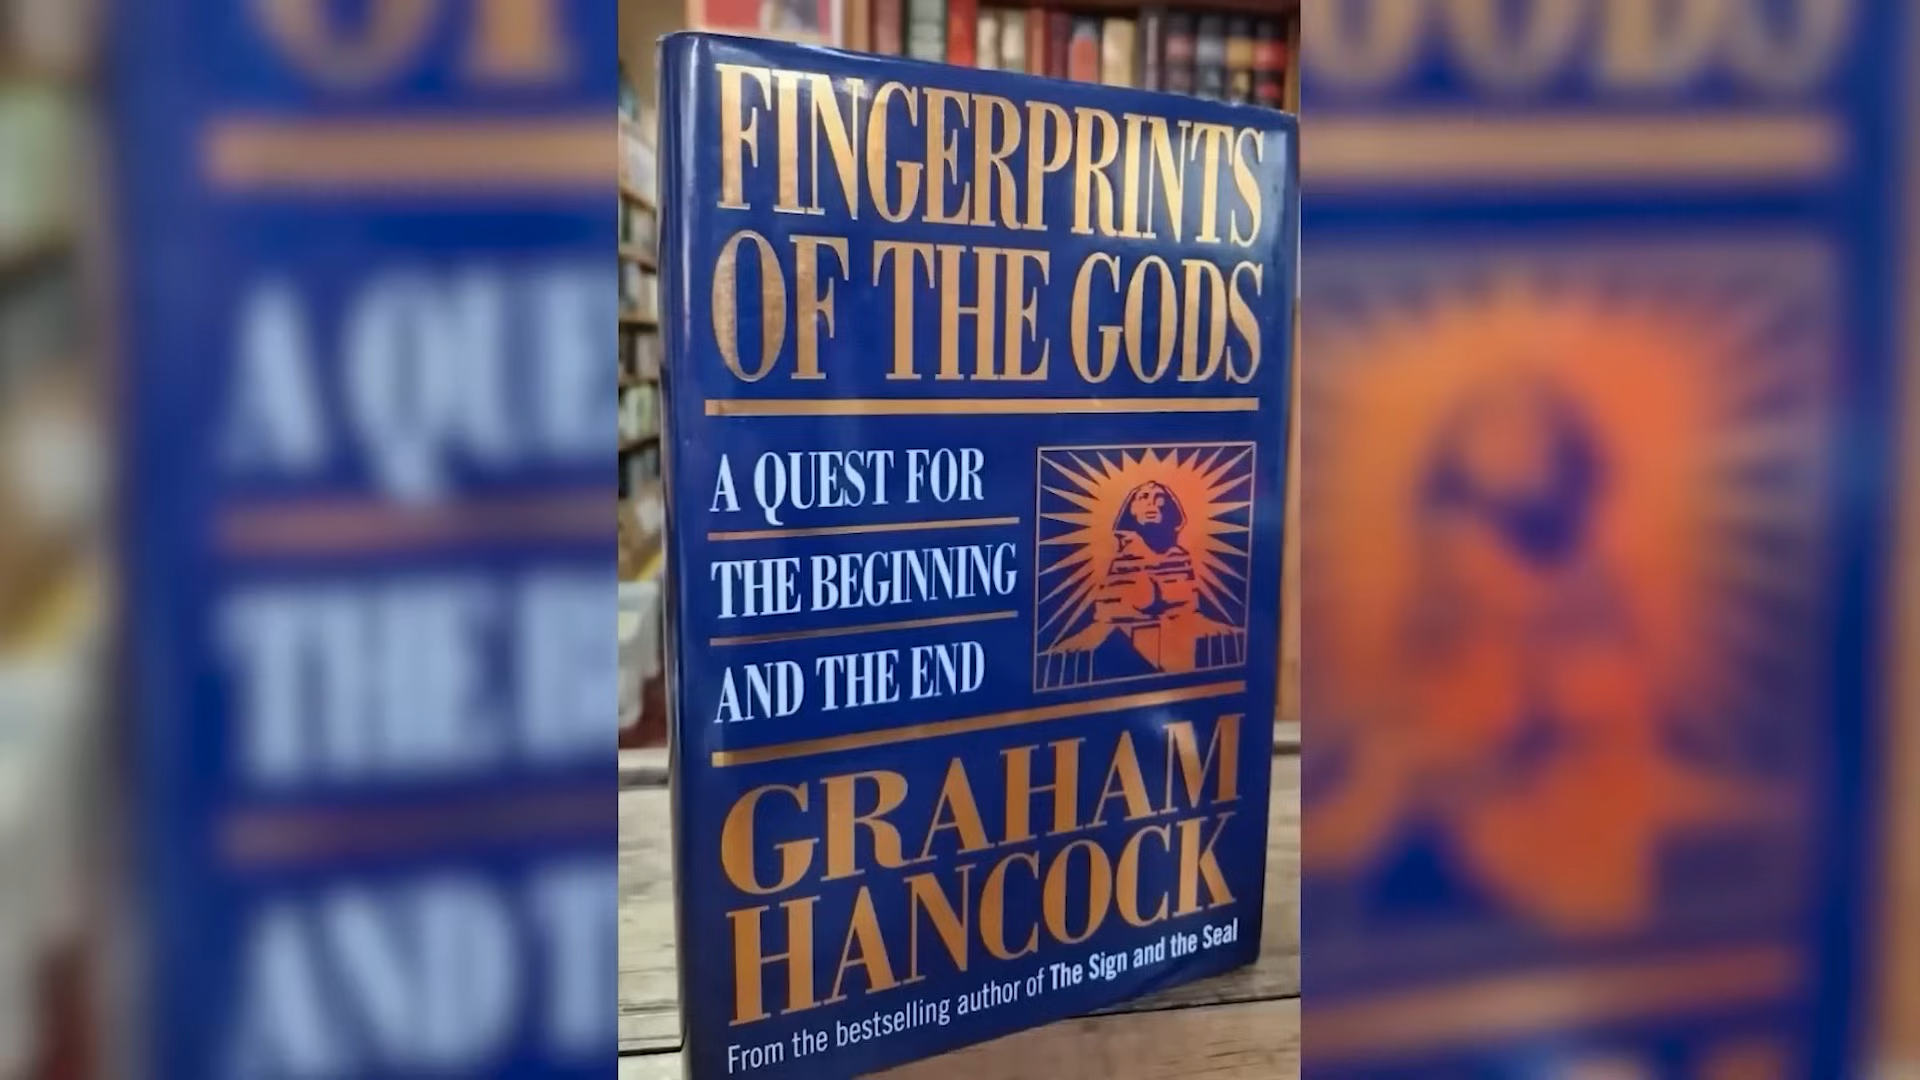 FINGERPRINTS
OF THE GODS
A QUEST FOR
THE BEGINNING
AND THE END
GRAHAM
HANCOCK
From the bestselling author of The Sign and the Seal